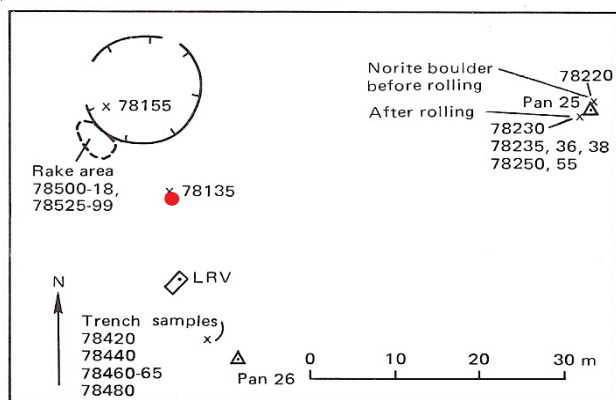 Norite boulder
before rolling
78220
Pan 25
After rolling
78230
78235, 36, 38
78250, 55
x 78155
Rake area
78500-18,
78525-99
x 78135
N
LRV
Trench samples
78420
78440
78460-65
78480
x
Pan 26
0 10 20 30 m